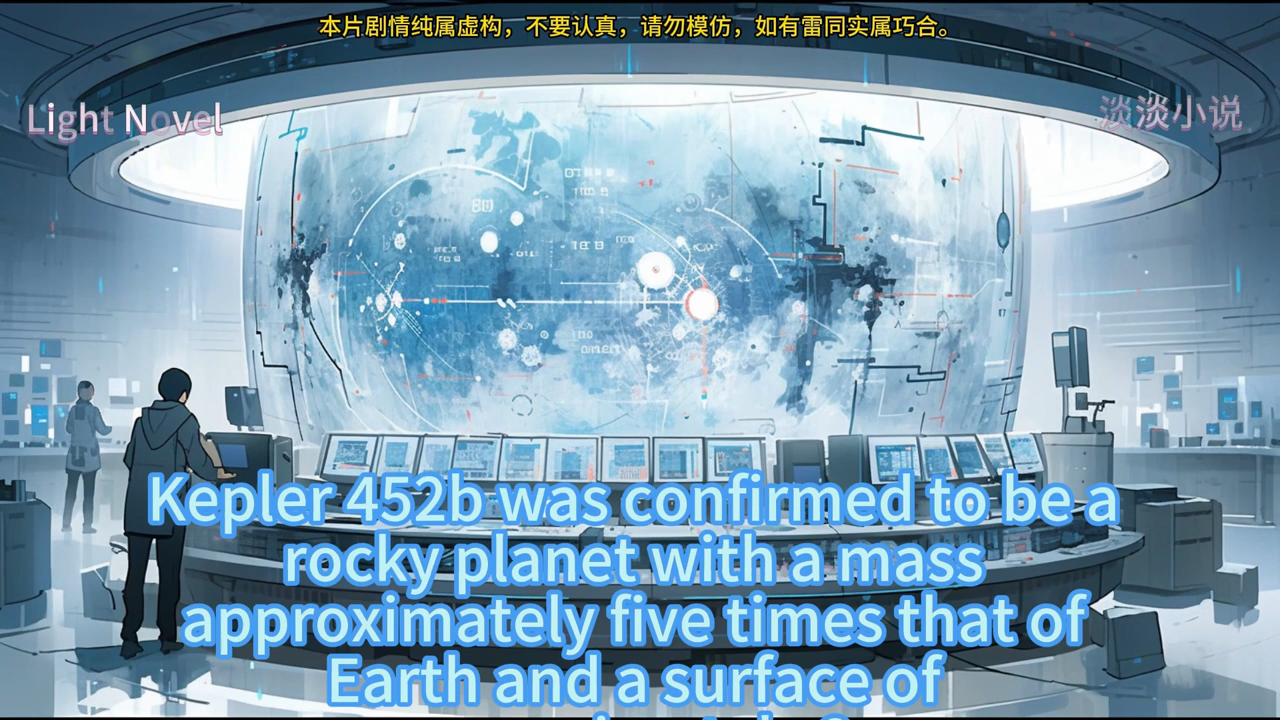 本片剧情纯属虚构，不要认真，请勿模仿，如有雷同实属巧合。
Light Novel
淡淡小说
Kepler 452b was confirmed to be a
rocky planet with a mass
approximately five times that of
Earth and a surface of